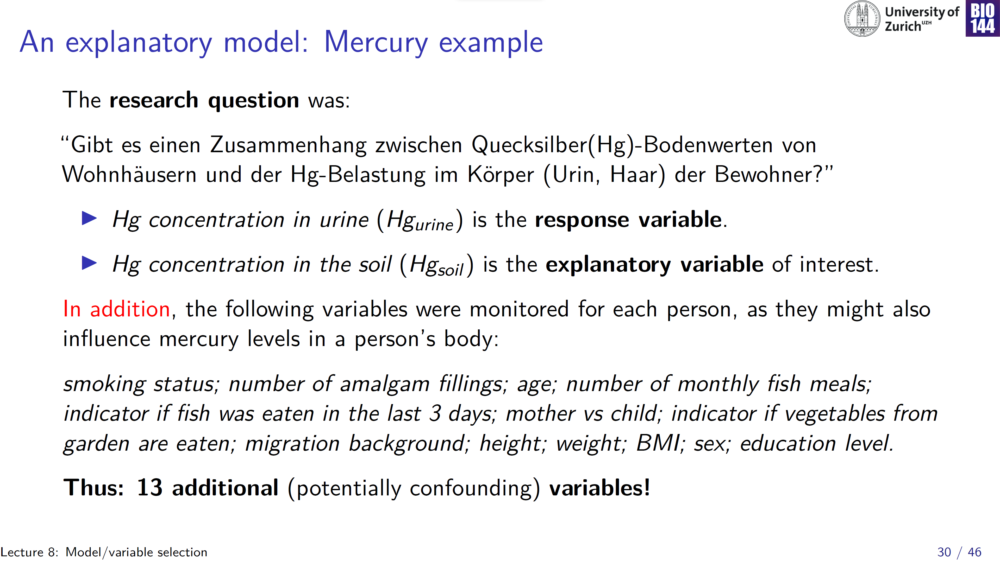 University of
Zurich UZH
BIO
144
An explanatory model: Mercury example
The research question was:
“Gibt es einen Zusammenhang zwischen Quecksilber(Hg)-Bodenwerten von
Wohnhäusern und der Hg-Belastung im Körper (Urin, Haar) der Bewohner?”
Hg concentration in urine (Hgurine) is the response variable.
Hg concentration in the soil (Hgsoil) is the explanatory variable of interest.
In addition, the following variables were monitored for each person, as they might also
influence mercury levels in a person’s body:
smoking status; number of amalgam fillings; age; number of monthly fish meals;
indicator if fish was eaten in the last 3 days; mother vs child; indicator if vegetables from
garden are eaten; migration background; height; weight; BMI; sex; education level.
Thus: 13 additional (potentially confounding) variables!
Lecture 8: Model/variable selection
30 / 46